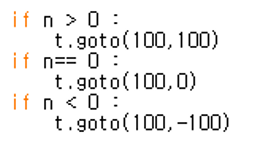 if n > 0 :
    t.goto(100,100)
if n== 0 :
    t.goto(100,0)
if n < 0 :
    t.goto(100,-100)